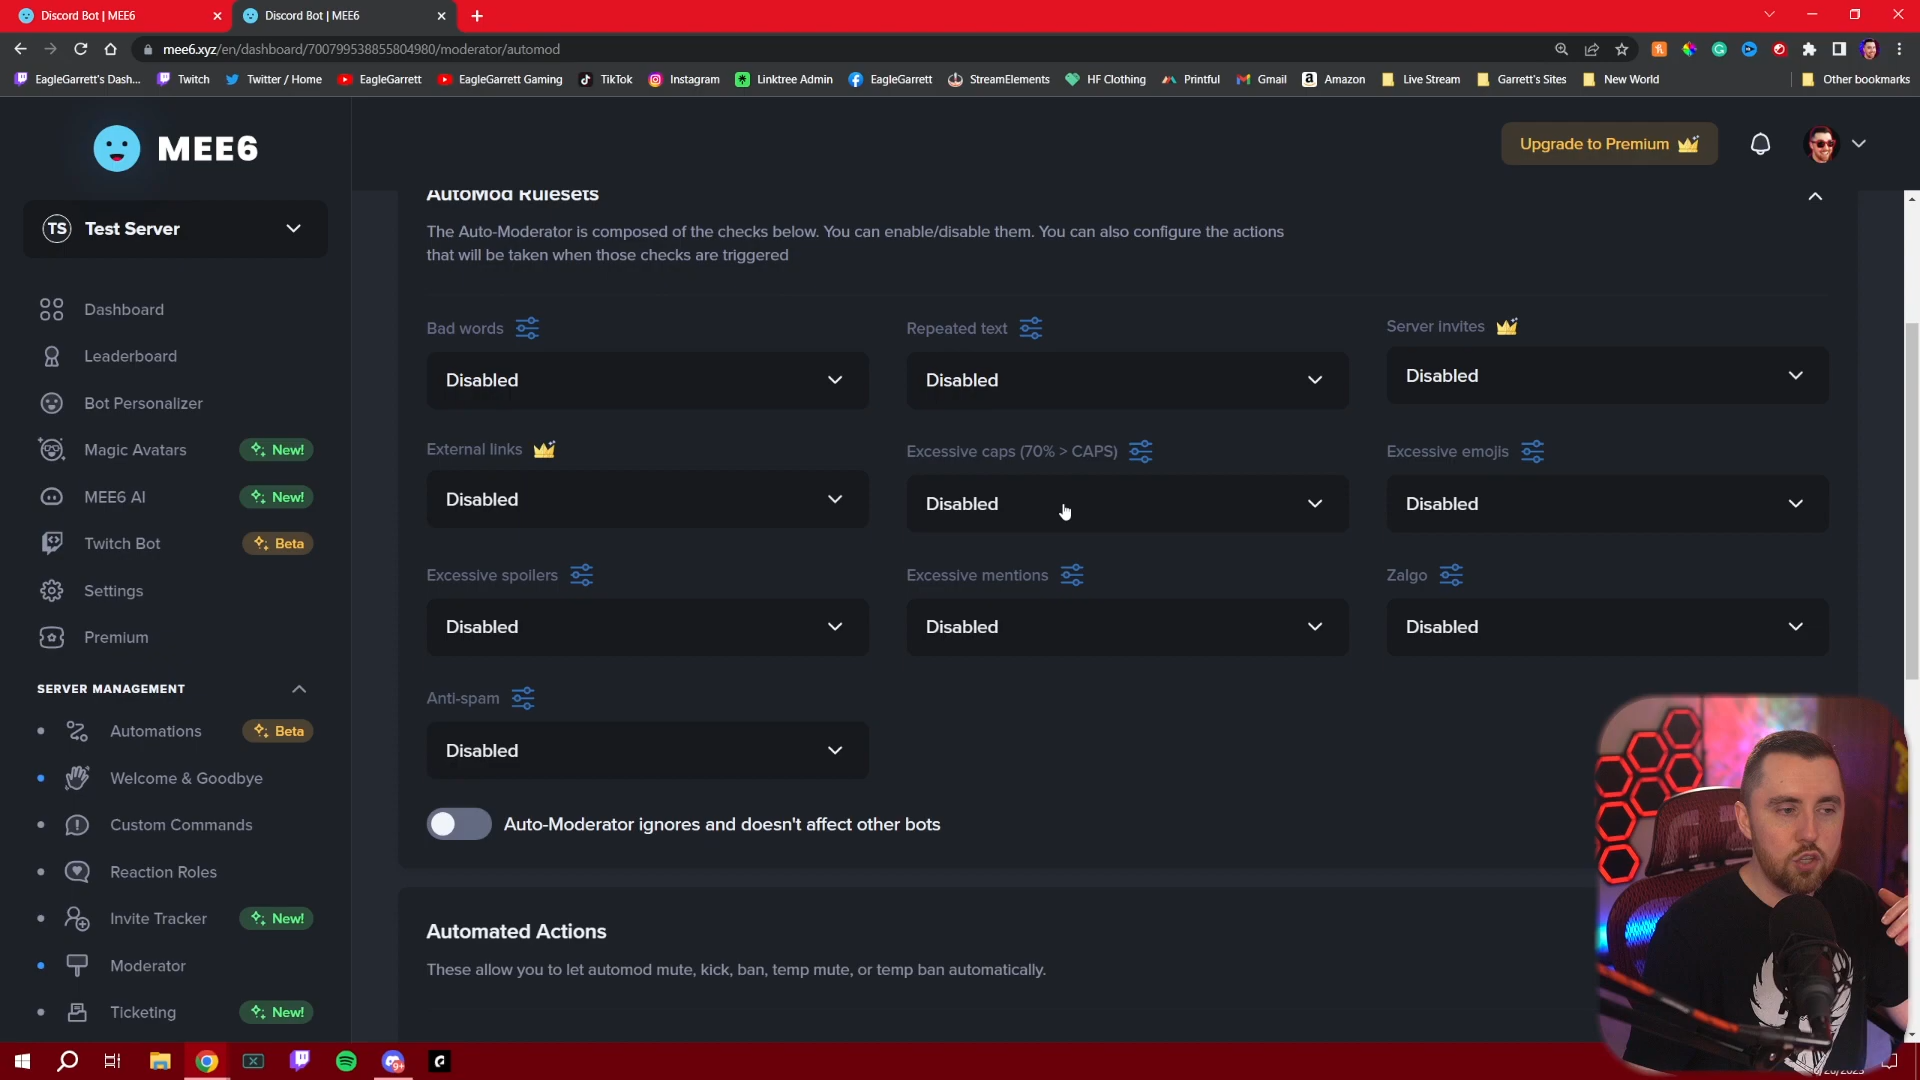 Discord Bot | MEE6
Discord Bot | MEE6
mee6.xyz/en/dashboard/700799538855804980/moderator/automod
EagleGarrett's Dash...
Twitch
Twitter / Home
EagleGarrett
EagleGarrett Gaming
TikTok
Instagram
Linktree Admin
EagleGarrett
StreamElements
HF Clothing
Printful
Gmail
Amazon
Live Stream
Garrett's Sites
New World
Other bookmarks
MEE6
Upgrade to Premium
TS Test Server
Dashboard
Leaderboard
Bot Personalizer
Magic Avatars New!
MEE6 AI New!
Twitch Bot Beta
Settings
Premium
SERVER MANAGEMENT
Automations Beta
Welcome & Goodbye
Custom Commands
Reaction Roles
Invite Tracker New!
Moderator
Ticketing New!
AutoMod Rulesets
The Auto-Moderator is composed of the checks below. You can enable/disable them. You can also configure the actions
that will be taken when those checks are triggered
Bad words
Disabled
Repeated text
Disabled
Server invites
Disabled
External links
Disabled
Excessive caps (70% > CAPS)
Disabled
Excessive emojis
Disabled
Excessive spoilers
Disabled
Excessive mentions
Disabled
Zalgo
Disabled
Anti-spam
Disabled
Auto-Moderator ignores and doesn't affect other bots
Automated Actions
These allow you to let automod mute, kick, ban, temp mute, or temp ban automatically.